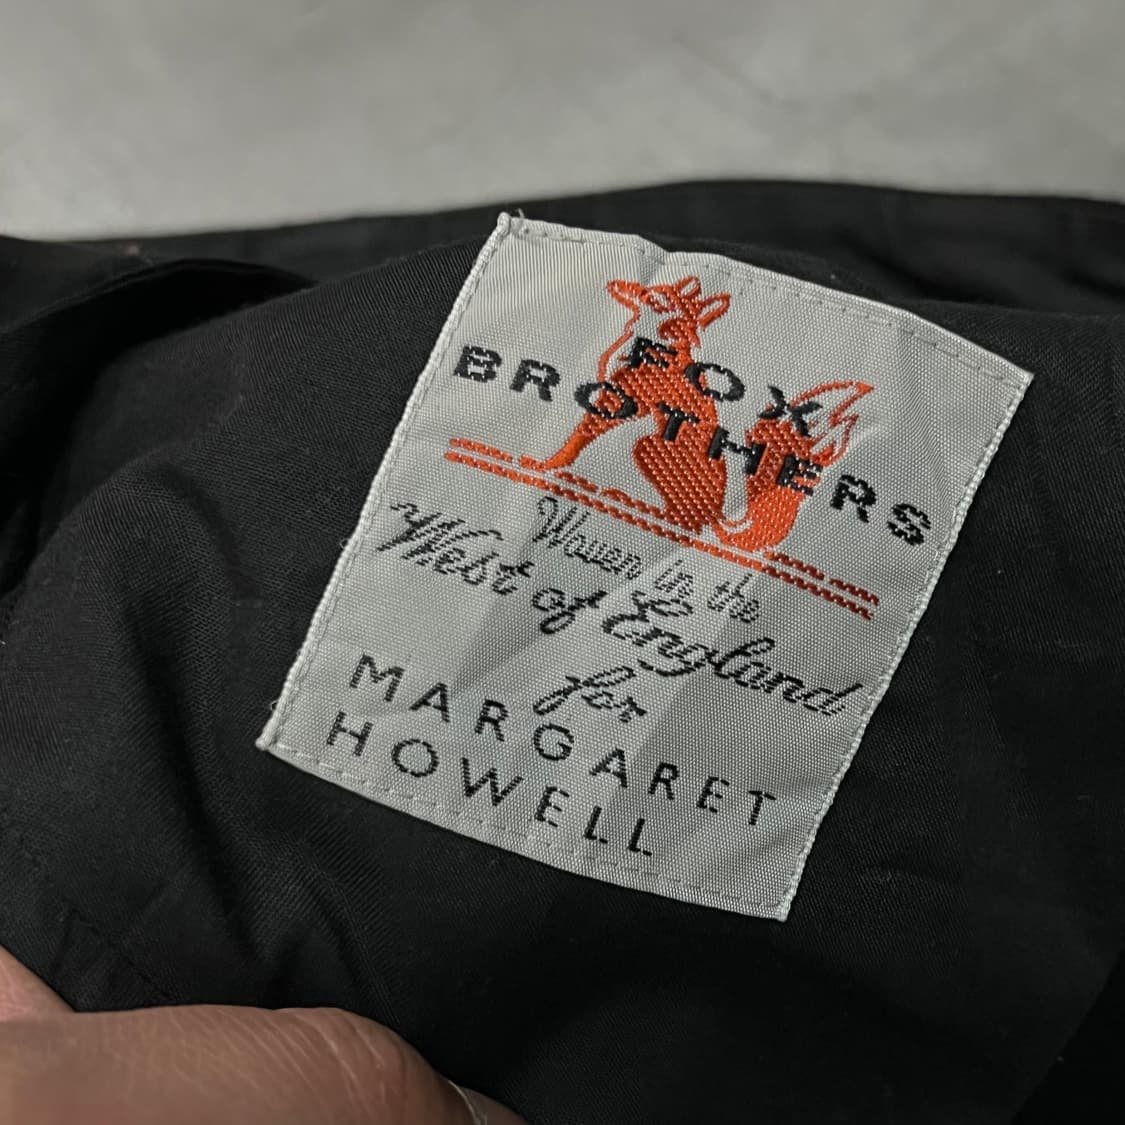 FOX
BROTHERS
Woven in the
West of England
for
MARGARET
HOWELL